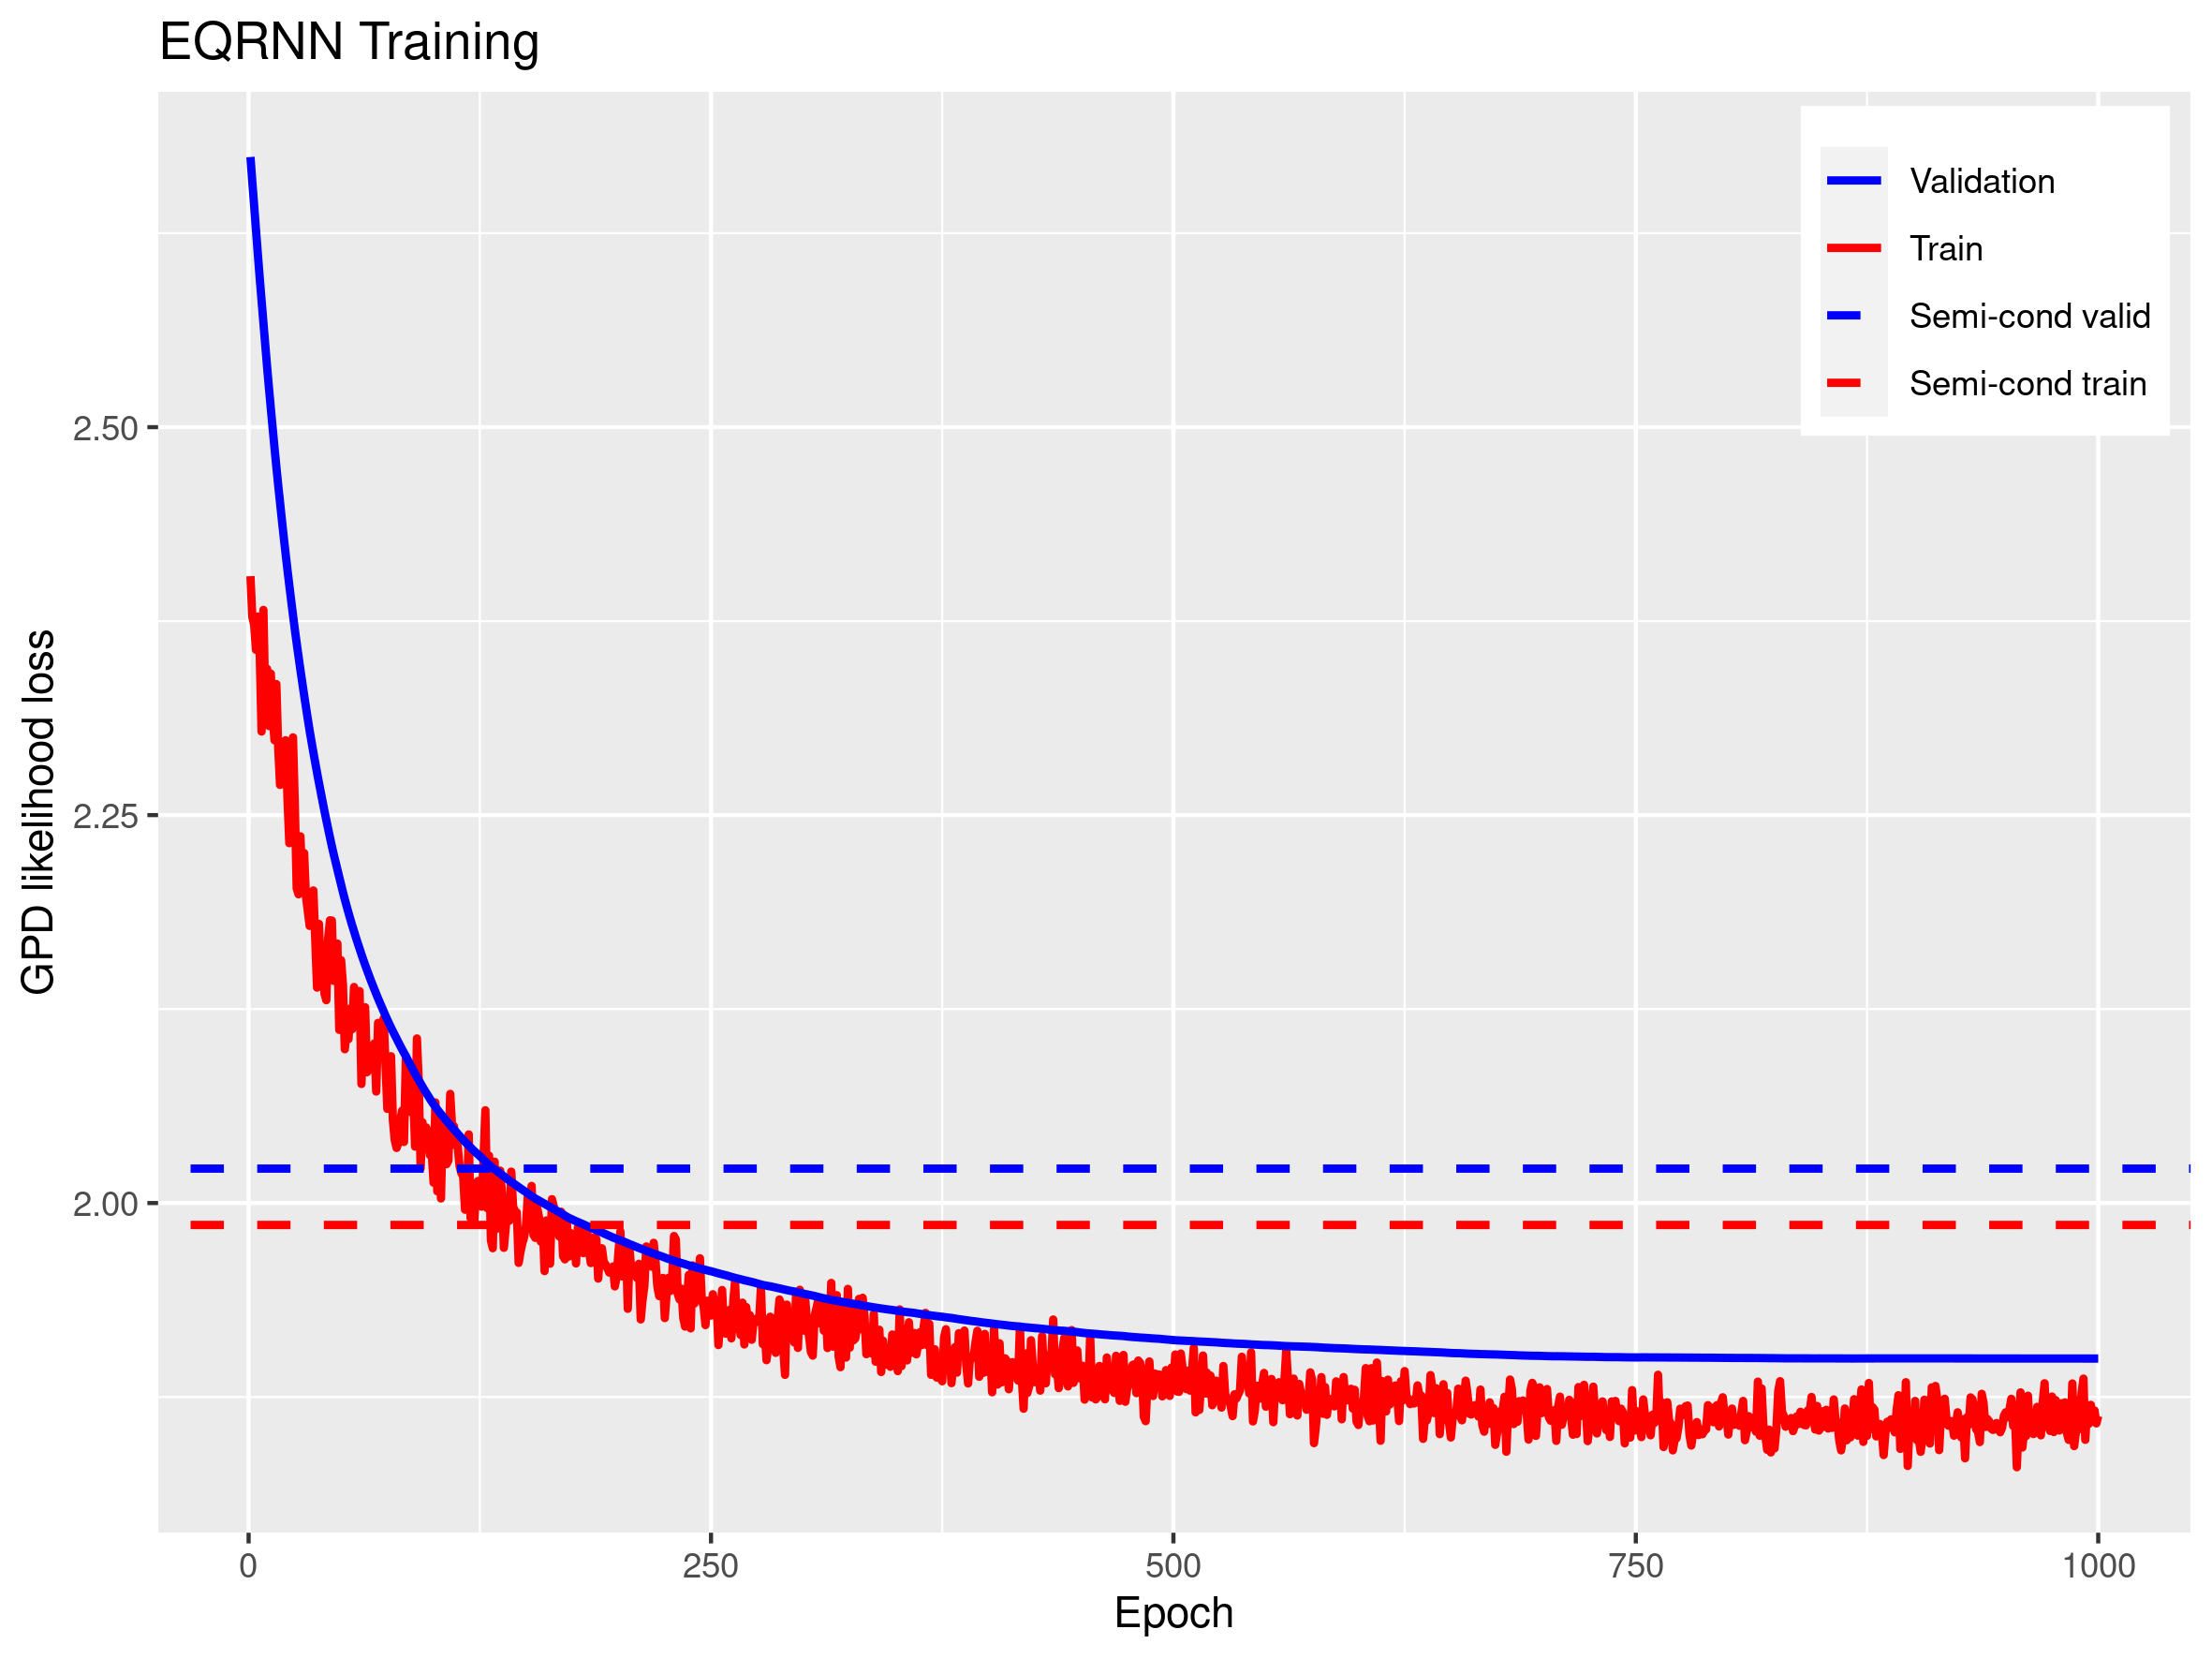 EQRNN Training
Validation
Train
Semi-cond valid
Semi-cond train
GPD likelihood loss
2.50
2.25
2.00
0 250 500 750 1000
Epoch